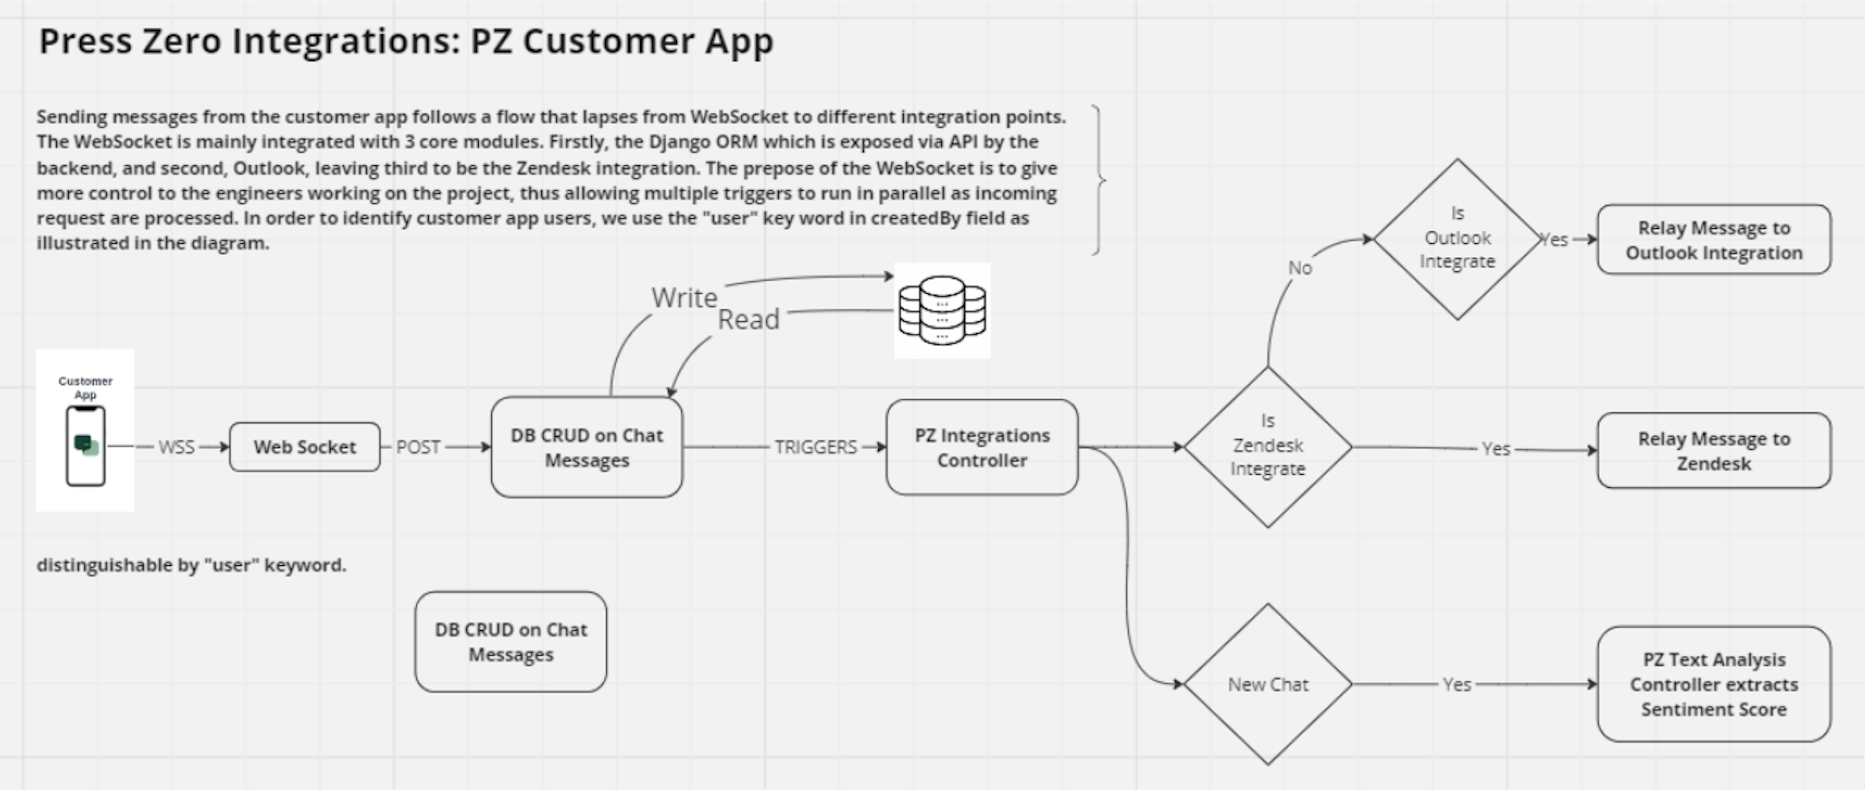 Press Zero Integrations: PZ Customer App
Sending messages from the customer app follows a flow that lapses from WebSocket to different integration points.
The WebSocket is mainly integrated with 3 core modules. Firstly, the Django ORM which is exposed via API by the
backend, and second, Outlook, leaving third to be the Zendesk integration. The prepose of the WebSocket is to give
more control to the engineers working on the project, thus allowing multiple triggers to run in parallel as incoming
request are processed. In order to identify customer app users, we use the "user" key word in createdBy field as
illustrated in the diagram.
Is
Outlook
Integrate
Yes
Relay Message to
Outlook Integration
No
Write
Read
Customer
App
WSS
Web Socket
POST
DB CRUD on Chat
Messages
TRIGGERS
PZ Integrations
Controller
Is
Zendesk
Integrate
Yes
Relay Message to
Zendesk
distinguishable by "user" keyword.
DB CRUD on Chat
Messages
New Chat
Yes
PZ Text Analysis
Controller extracts
Sentiment Score